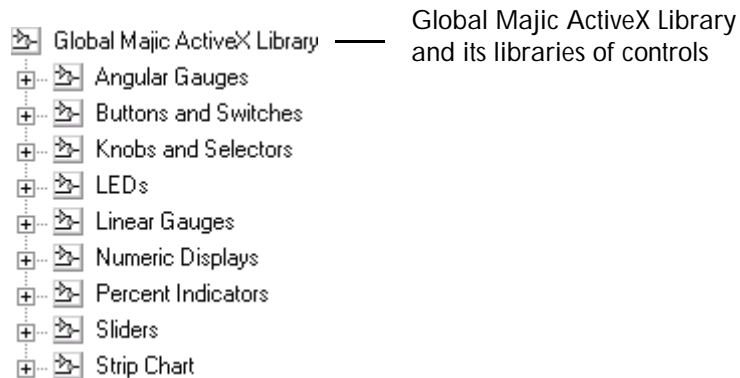 Global Majic ActiveX Library
Global Majic ActiveX Library
and its libraries of controls
Angular Gauges
Buttons and Switches
Knobs and Selectors
LEDs
Linear Gauges
Numeric Displays
Percent Indicators
Sliders
Strip Chart